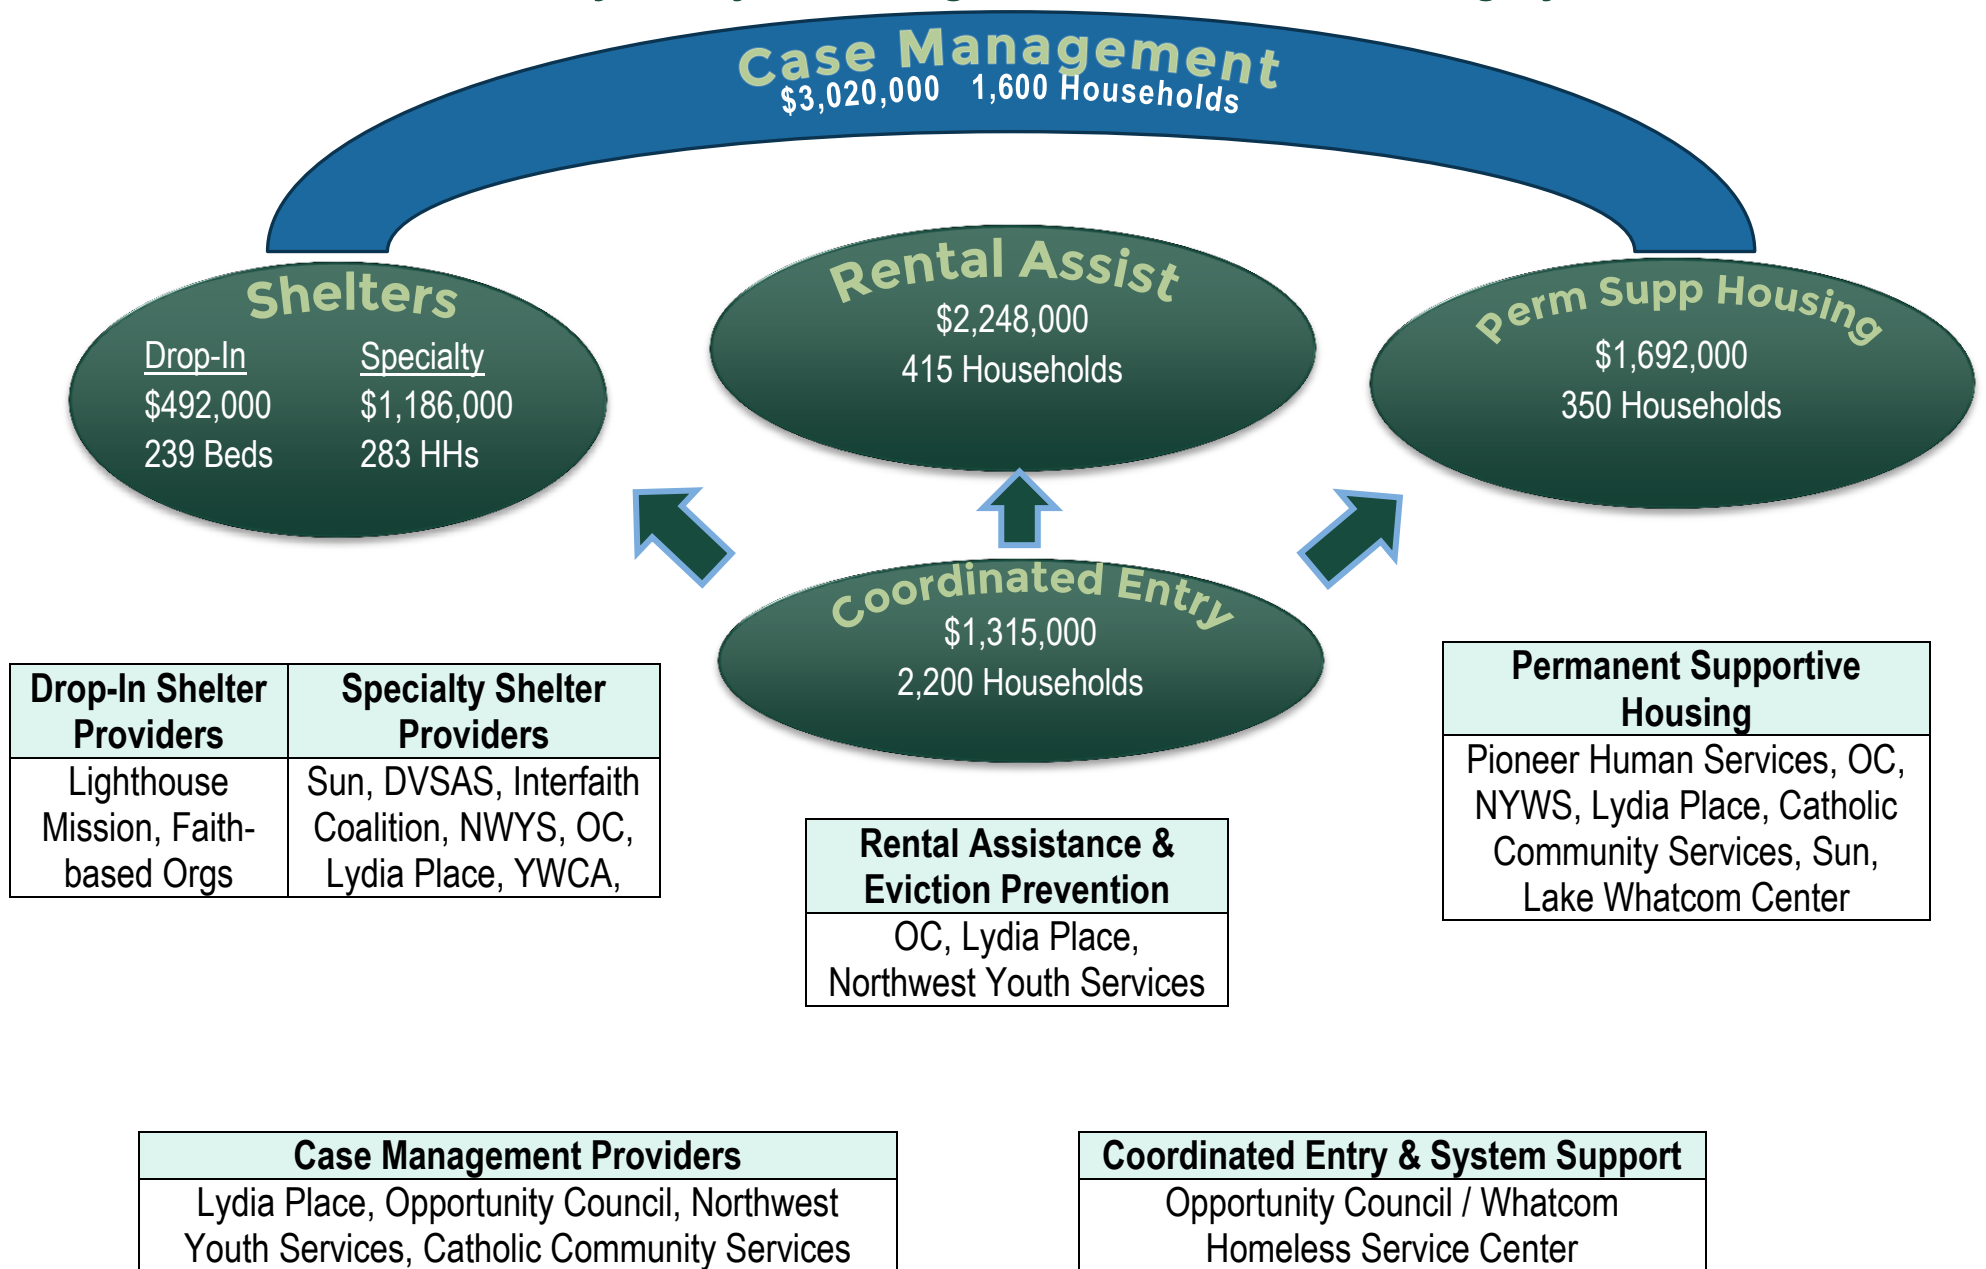 Case Management
$3,020,000 1,600 Households
Shelters
Drop-In
$492,000
239 Beds
Specialty
$1,186,000
283 HHs
Rental Assist
$2,248,000
415 Households
Perm Supp Housing
$1,692,000
350 Households
Coordinated Entry
$1,315,000
2,200 Households
Drop-In Shelter
Providers
Lighthouse
Mission, Faith-
based Orgs
Specialty Shelter
Providers
Sun, DVSAS, Interfaith
Coalition, NWYS, OC,
Lydia Place, YWCA,
Rental Assistance &
Eviction Prevention
OC, Lydia Place,
Northwest Youth Services
Permanent Supportive
Housing
Pioneer Human Services, OC,
NYWS, Lydia Place, Catholic
Community Services, Sun,
Lake Whatcom Center
Case Management Providers
Lydia Place, Opportunity Council, Northwest
Youth Services, Catholic Community Services
Coordinated Entry & System Support
Opportunity Council / Whatcom
Homeless Service Center